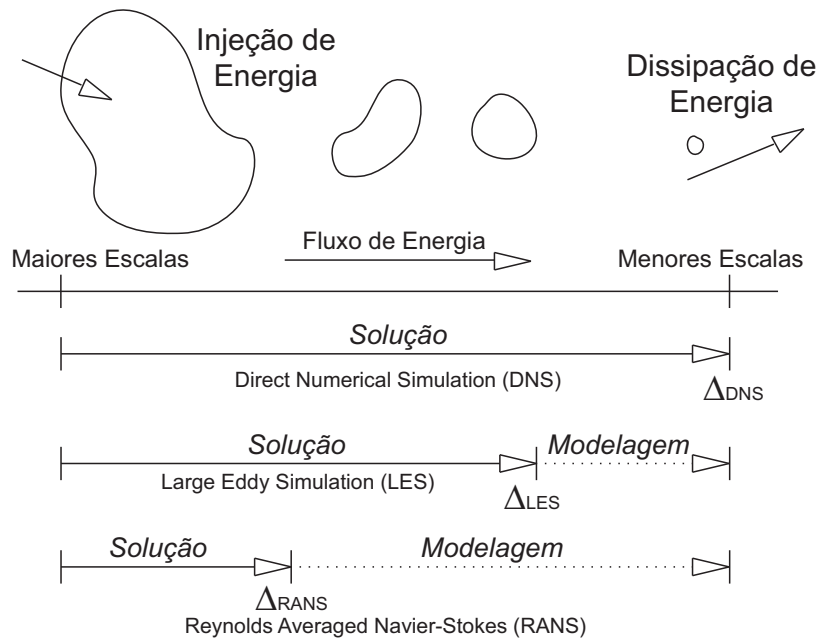 Injeção de
Energia
Dissipação de
Energia
Fluxo de Energia
Maiores Escalas
Menores Escalas
Solução
Direct Numerical Simulation (DNS)
ΔDNS
Solução
Modelagem
Large Eddy Simulation (LES)
ΔLES
Solução
Modelagem
ΔRANS
Reynolds Averaged Navier-Stokes (RANS)